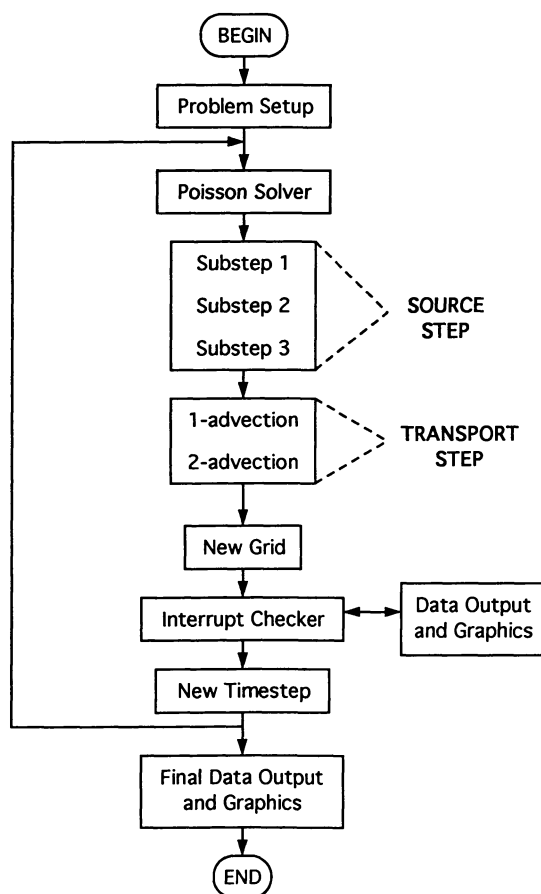 BEGIN
Problem Setup
Poisson Solver
Substep 1
Substep 2
Substep 3
SOURCE
STEP
1-advection
2-advection
TRANSPORT
STEP
New Grid
Interrupt Checker
Data Output
and Graphics
New Timestep
Final Data Output
and Graphics
END